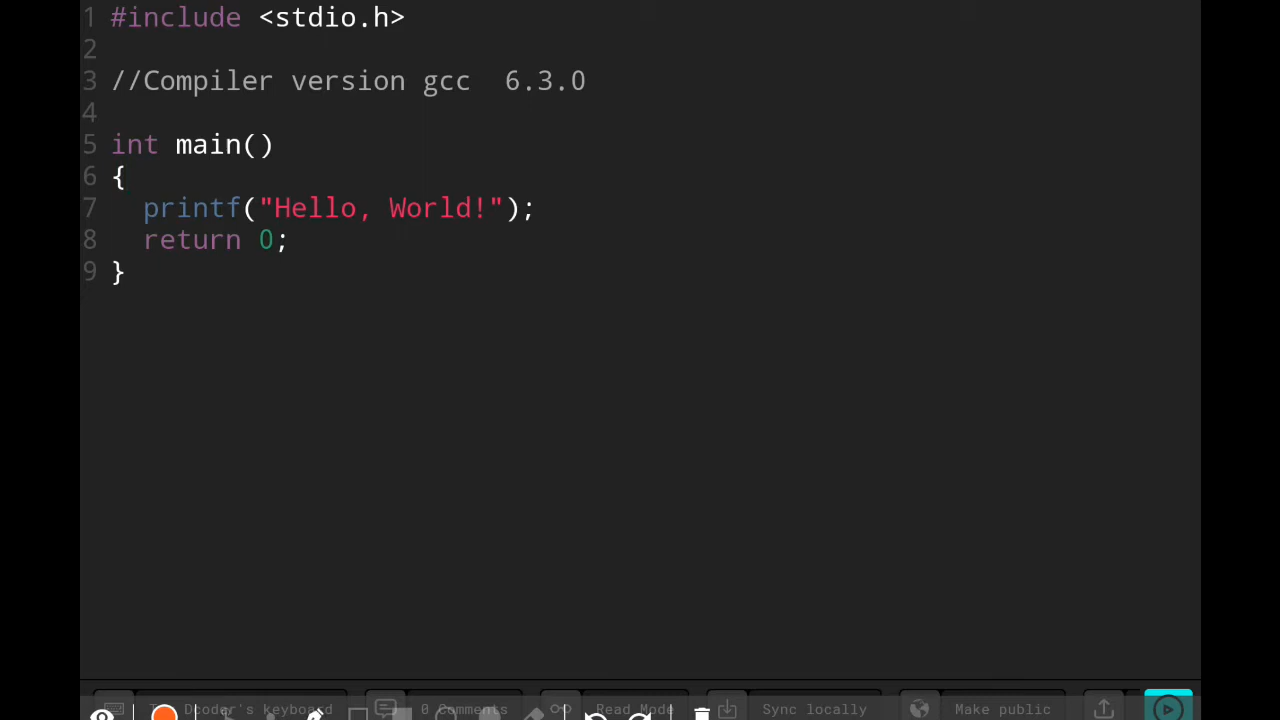 1 #include <stdio.h>
2
3 //Compiler version gcc  6.3.0
4
5 int main()
6 {
7   printf("Hello, World!");
8   return 0;
9 }
Dcoder's keyboard 0 Comments Read Mode Sync locally Make public